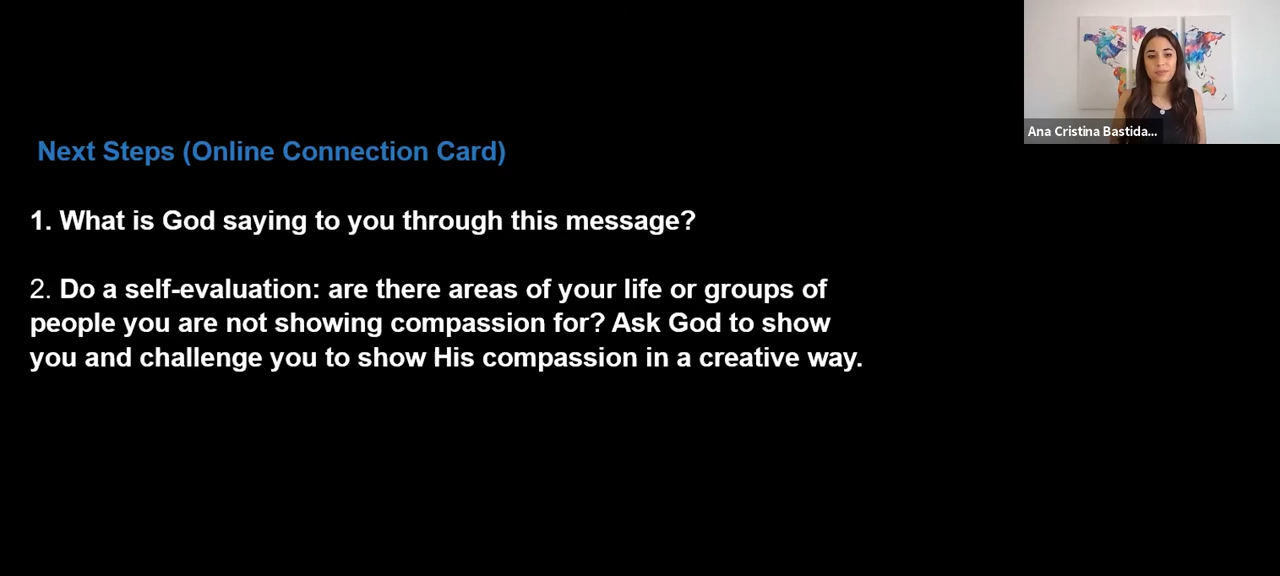 Next Steps (Online Connection Card)
1. What is God saying to you through this message?
2. Do a self-evaluation: are there areas of your life or groups of
people you are not showing compassion for? Ask God to show
you and challenge you to show His compassion in a creative way.
Ana Cristina Bastida...